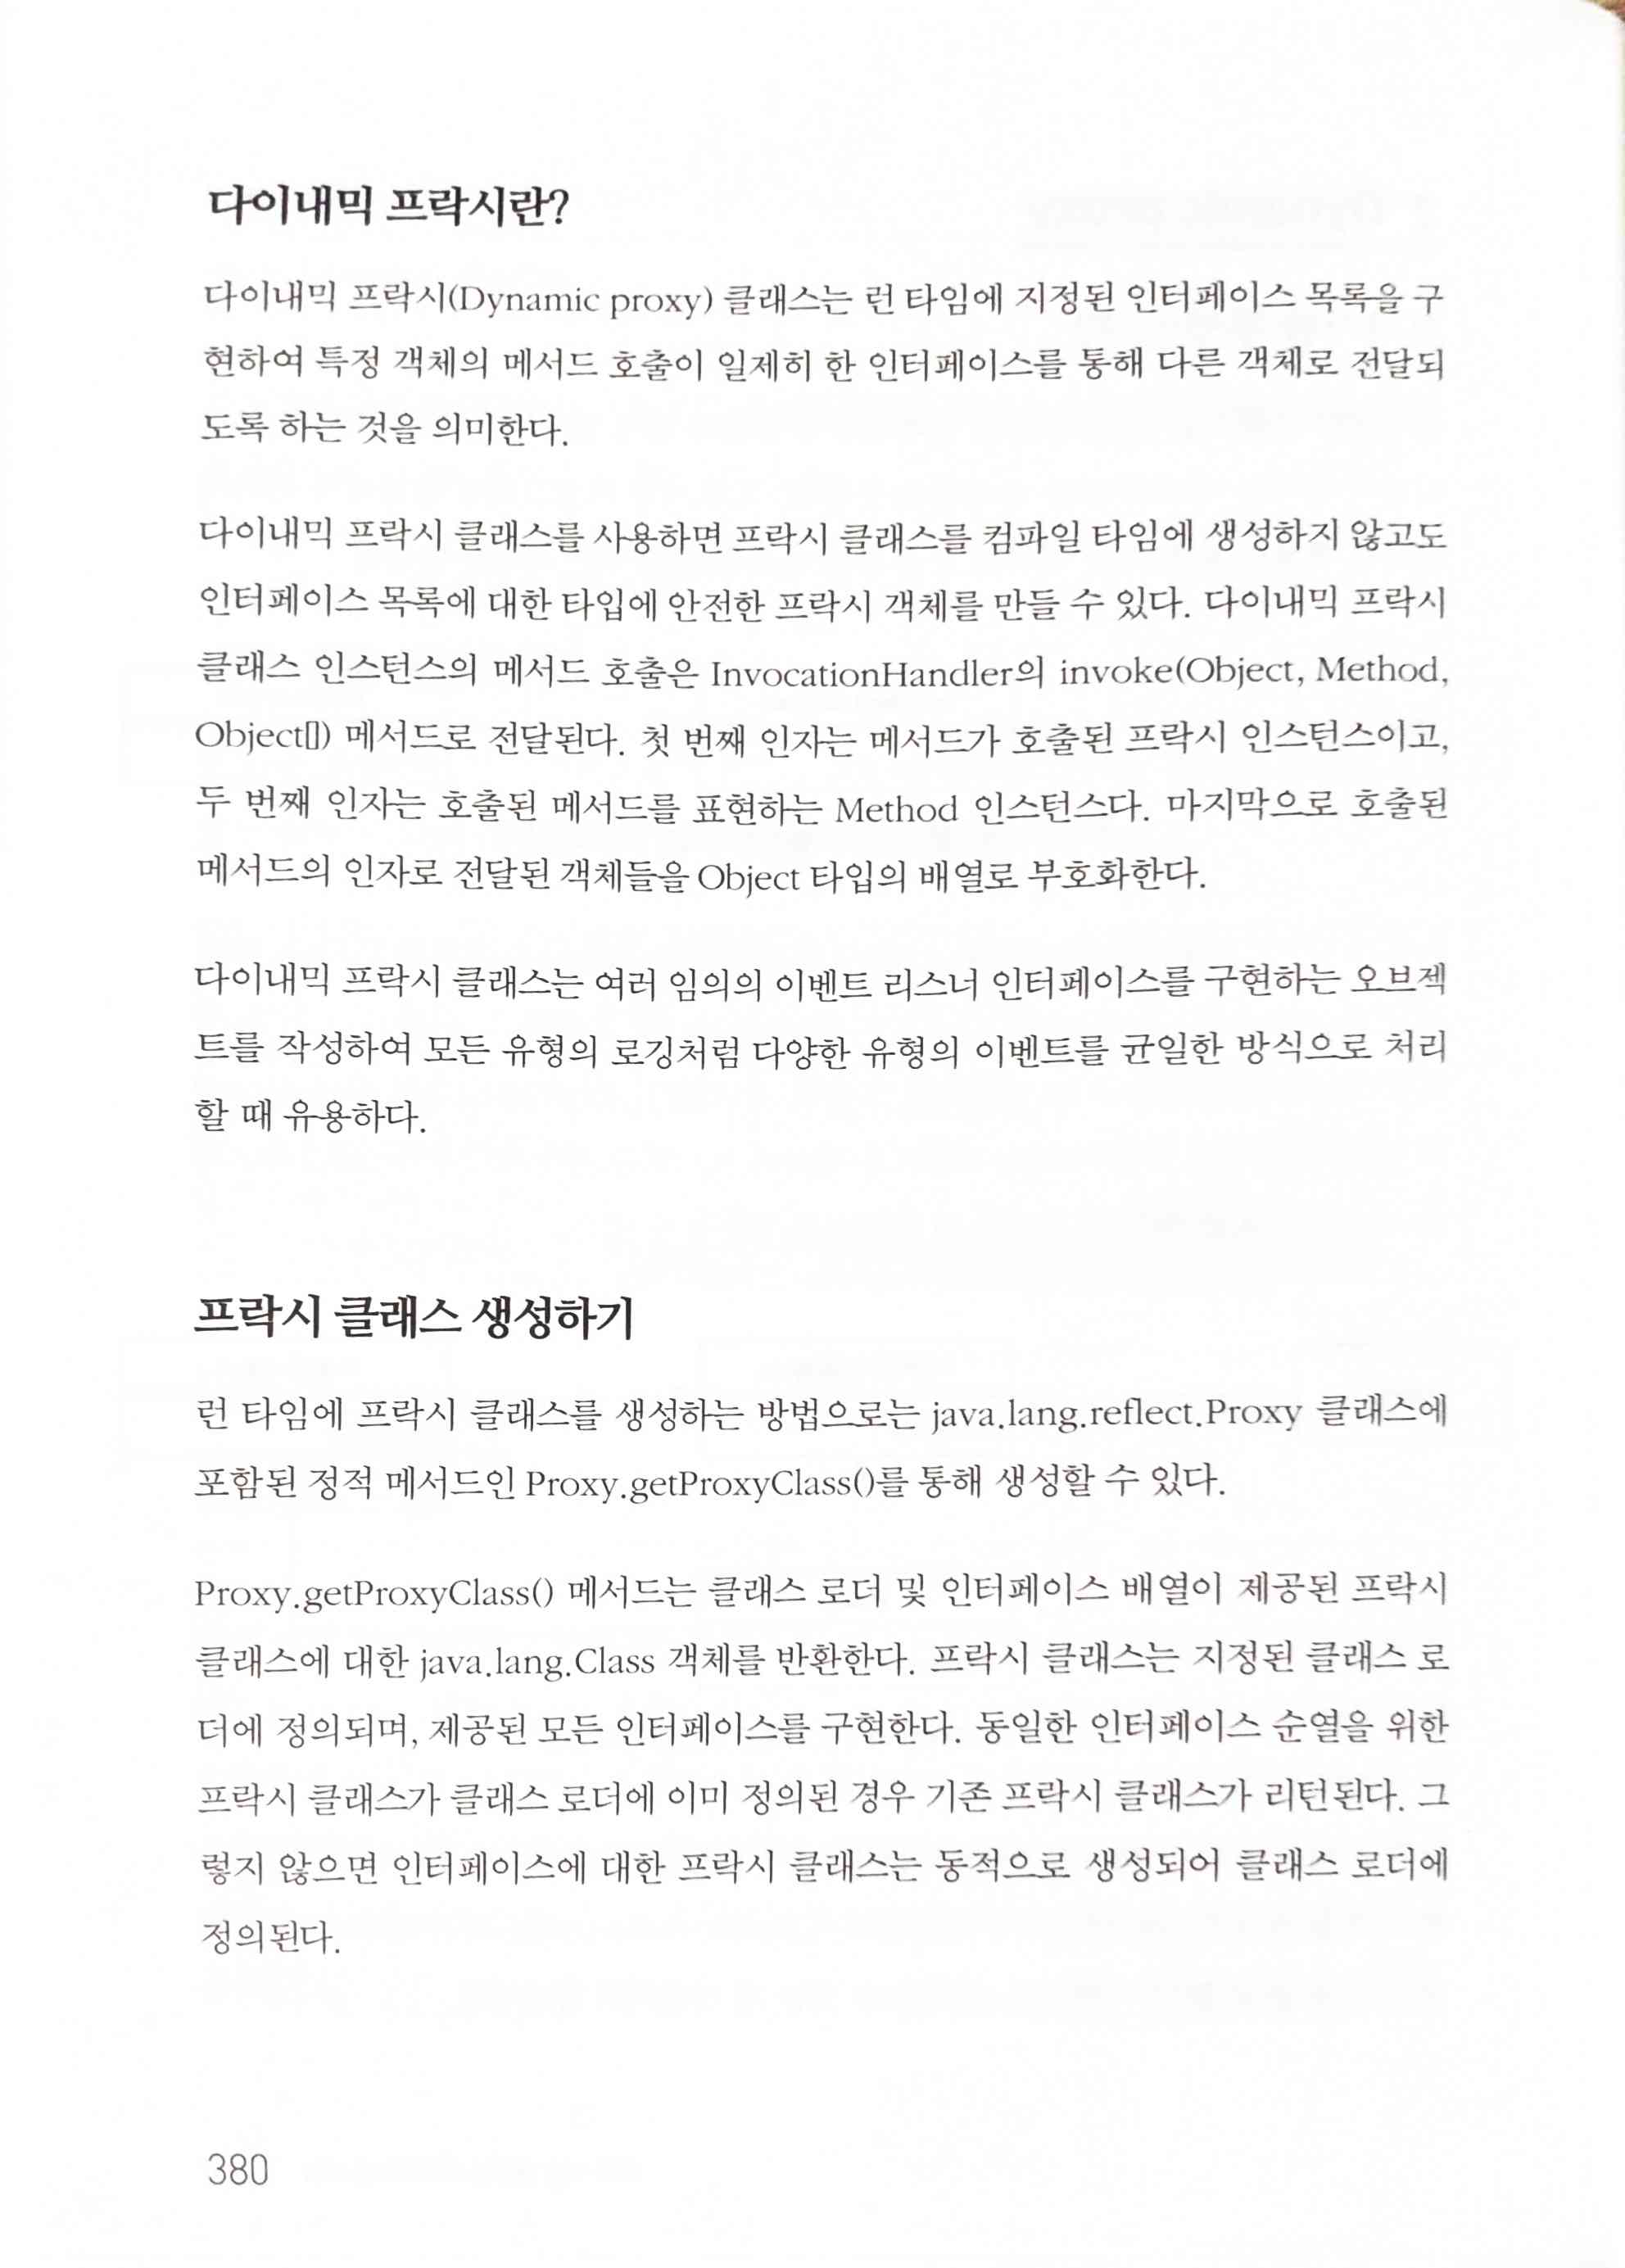 다이내믹 프락시란?
다이내믹 프락시(Dynamic proxy) 클래스는 런 타임에 지정된 인터페이스 목록을 구
현하여 특정 객체의 메서드 호출이 일제히 한 인터페이스를 통해 다른 객체로 전달되
도록 하는 것을 의미한다.
다이내믹 프락시 클래스를 사용하면 프락시 클래스를 컴파일 타임에 생성하지 않고도
인터페이스 목록에 대한 타입에 안전한 프락시 객체를 만들 수 있다. 다이내믹 프락시
클래스 인스턴스의 메서드 호출은 InvocationHandler의 invoke(Object, Method,
Object[]) 메서드로 전달된다. 첫 번째 인자는 메서드가 호출된 프락시 인스턴스이고,
두 번째 인자는 호출된 메서드를 표현하는 Method 인스턴스다. 마지막으로 호출된
메서드의 인자로 전달된 객체들을 Object 타입의 배열로 부호화한다.
다이내믹 프락시 클래스는 여러 임의의 이벤트 리스너 인터페이스를 구현하는 오브젝
트를 작성하여 모든 유형의 로깅처럼 다양한 유형의 이벤트를 균일한 방식으로 처리
할 때 유용하다.
프락시 클래스 생성하기
런 타임에 프락시 클래스를 생성하는 방법으로는 java.lang.reflect.Proxy 클래스에
포함된 정적 메서드인 Proxy.getProxyClass()를 통해 생성할 수 있다.
Proxy.getProxyClass() 메서드는 클래스 로더 및 인터페이스 배열이 제공된 프락시
클래스에 대한 java.lang.Class 객체를 반환한다. 프락시 클래스는 지정된 클래스 로
더에 정의되며, 제공된 모든 인터페이스를 구현한다. 동일한 인터페이스 순열을 위한
프락시 클래스가 클래스 로더에 이미 정의된 경우 기존 프락시 클래스가 리턴된다. 그
렇지 않으면 인터페이스에 대한 프락시 클래스는 동적으로 생성되어 클래스 로더에
정의된다.
380